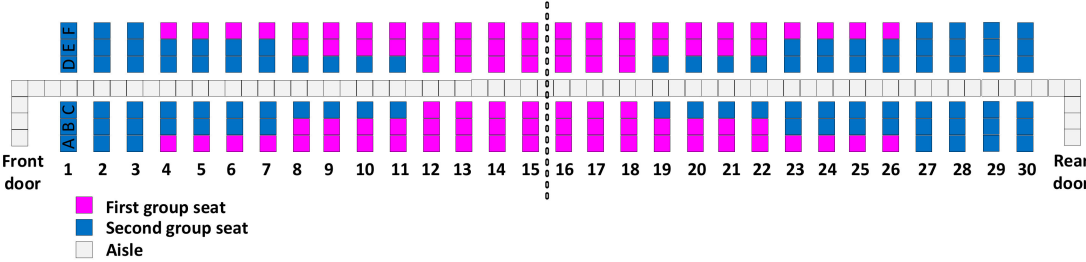 D E F
A B C
Front door
1 2 3 4 5 6 7 8 9 10 11 12 13 14 15 16 17 18 19 20 21 22 23 24 25 26 27 28 29 30
Rear door
First group seat
Second group seat
Aisle